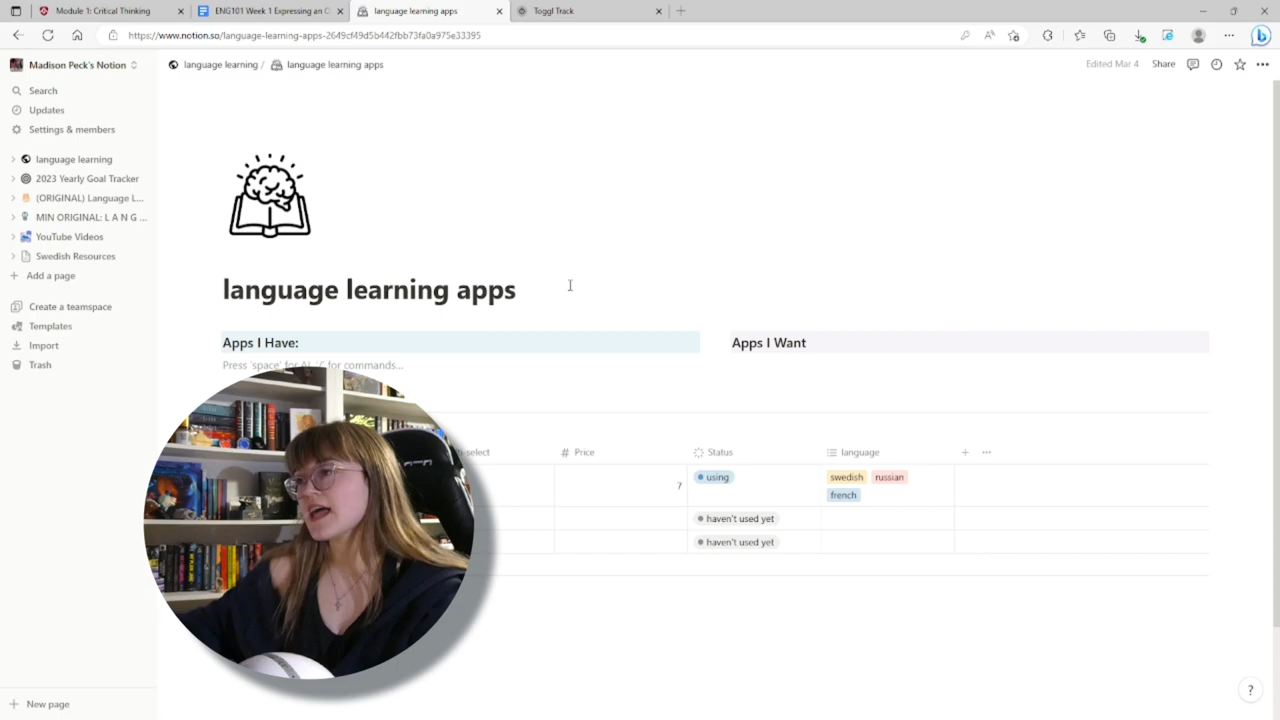 Module 1: Critical Thinking
ENG101 Week 1 Expressing an O
language learning apps
Toggl Track
https://www.notion.so/language-learning-apps-2649cf49d5b442fbb73fa0a975e33395
Madison Peck's Notion
language learning / language learning apps
Edited Mar 4
Share
Search
Updates
Settings & members
language learning
2023 Yearly Goal Tracker
(ORIGINAL) Language L...
MIN ORIGINAL: L A N G ...
YouTube Videos
Swedish Resources
Add a page
Create a teamspace
Templates
Import
Trash
New page
language learning apps
Apps I Have:
Apps I Want
Press 'space' for AI, '/' for commands...
-select
# Price
Status
language
7
using
swedish russian
french
haven't used yet
haven't used yet
?